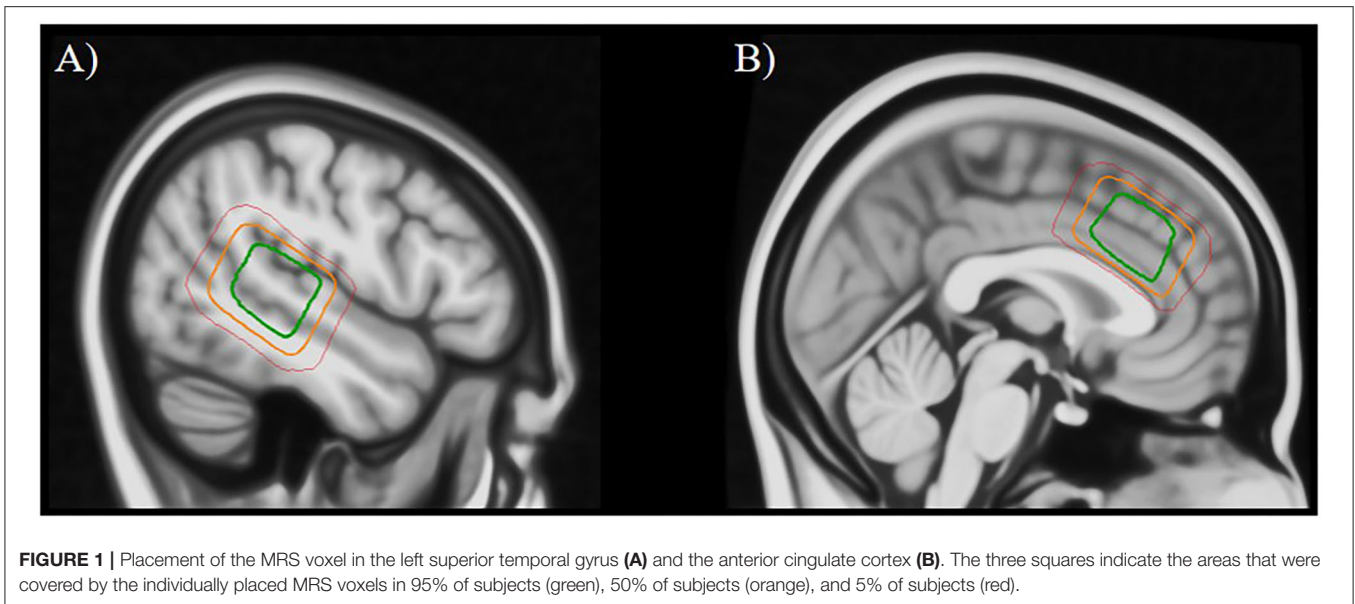 A)
B)
FIGURE 1 | Placement of the MRS voxel in the left superior temporal gyrus (A) and the anterior cingulate cortex (B). The three squares indicate the areas that were
covered by the individually placed MRS voxels in 95% of subjects (green), 50% of subjects (orange), and 5% of subjects (red).